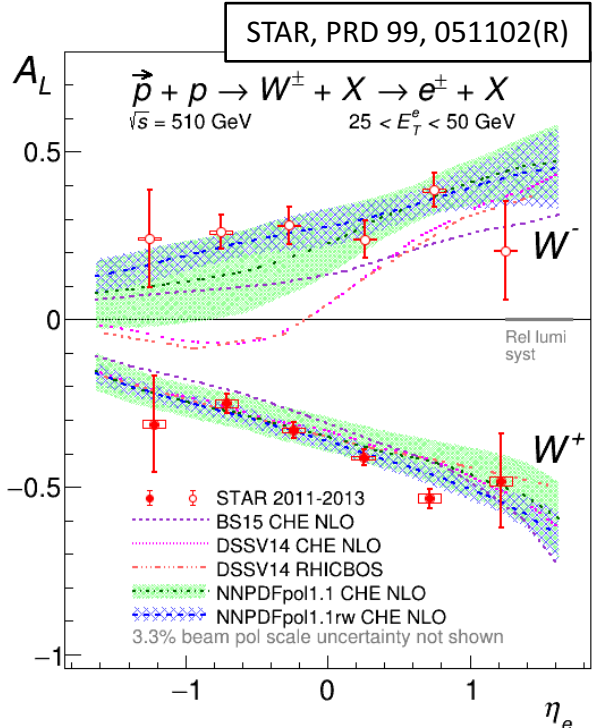 STAR, PRD 99, 051102(R)
A_L
p⃗ + p → W± + X → e± + X
√s = 510 GeV 25 < E_T^e < 50 GeV
0.5
W⁻
0
Rel lumi
syst
W⁺
−0.5
STAR 2011-2013
BS15 CHE NLO
DSSV14 CHE NLO
DSSV14 RHICBOS
NNPDFpol1.1 CHE NLO
NNPDFpol1.1rw CHE NLO
3.3% beam pol scale uncertainty not shown
−1
−1 0 1
η_e